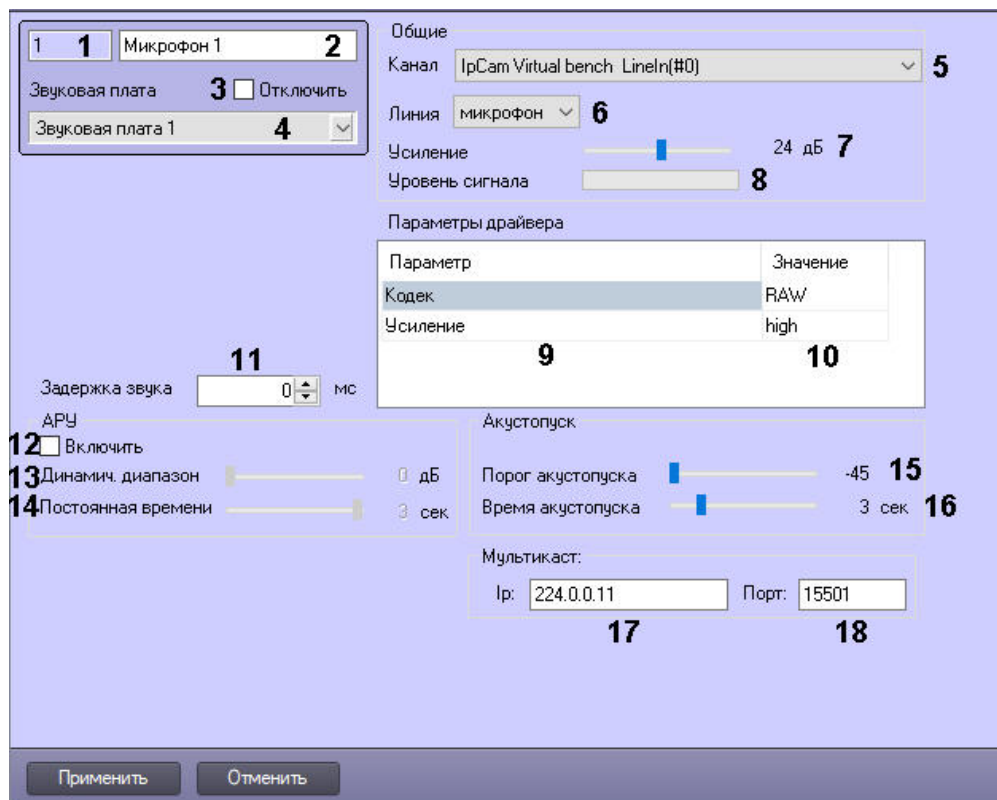 1 1 Микрофон 1 2
Звуковая плата 3 Отключить
Звуковая плата 1 4
Общие
Канал IpCam Virtual bench LineIn(#0) 5
Линия микрофон 6
Усиление 24 дБ 7
Уровень сигнала 8
Параметры драйвера
Параметр Значение
Кодек RAW
Усиление high
9 10
11
Задержка звука 0 мс
АРУ
12 Включить
13 Динамич. диапазон 0 дБ
14 Постоянная времени 3 сек
Акустопуск
Порог акустопуска -45 15
Время акустопуска 3 сек 16
Мультикаст:
Ip: 224.0.0.11 Порт: 15501
17 18
Применить Отменить